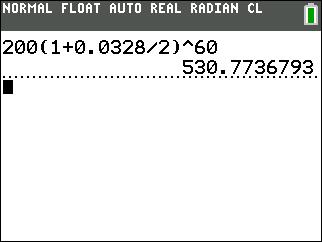 NORMAL FLOAT AUTO REAL RADIAN CL
200(1+0.0328/2)^60
530.7736793